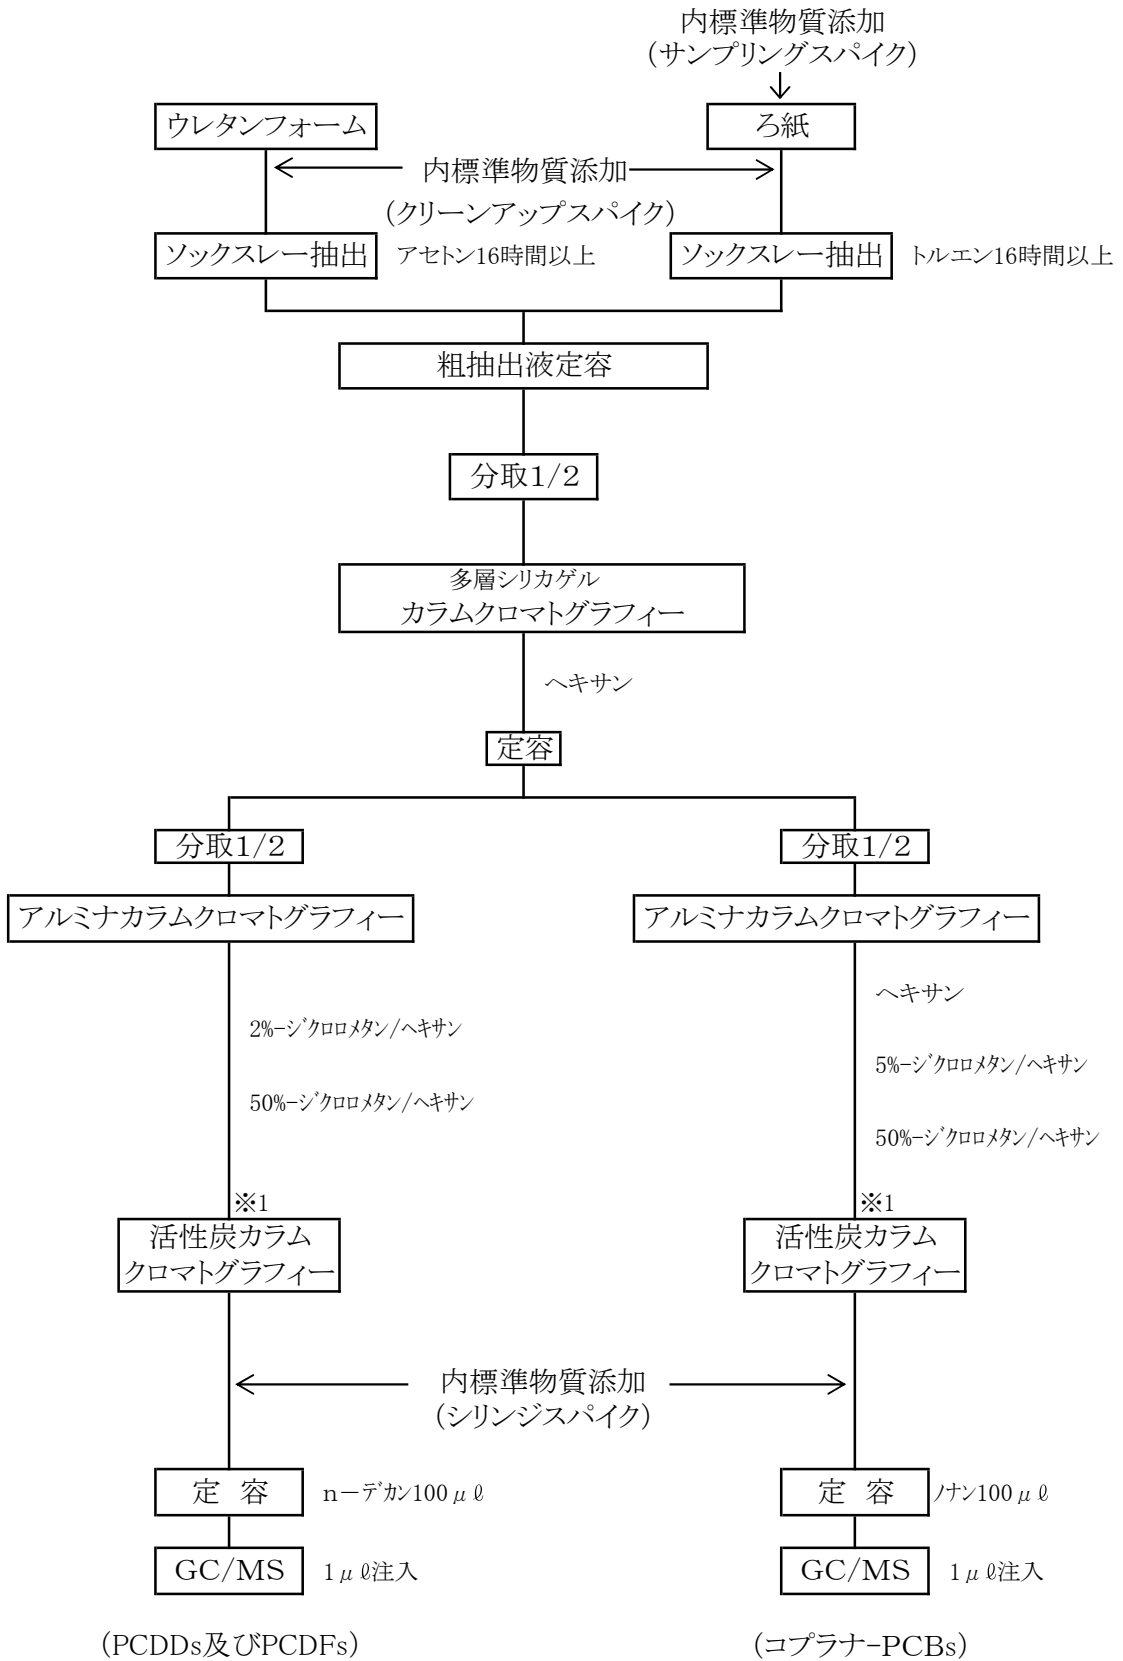 内標準物質添加
(サンプリングスパイク)
ウレタンフォーム
ろ紙
内標準物質添加
(クリーンアップスパイク)
ソックスレー抽出
アセトン16時間以上
ソックスレー抽出
トルエン16時間以上
粗抽出液定容
分取1/2
多層シリカゲル
カラムクロマトグラフィー
ヘキサン
定容
分取1/2
分取1/2
アルミナカラムクロマトグラフィー
アルミナカラムクロマトグラフィー
ヘキサン
2%-ジクロロメタン/ヘキサン
5%-ジクロロメタン/ヘキサン
50%-ジクロロメタン/ヘキサン
50%-ジクロロメタン/ヘキサン
※1
※1
活性炭カラム
クロマトグラフィー
活性炭カラム
クロマトグラフィー
内標準物質添加
(シリンジスパイク)
定 容
n-デカン100μℓ
定 容
ノナン100μℓ
GC/MS
1μℓ注入
GC/MS
1μℓ注入
(PCDDs及びPCDFs)
(コプラナ-PCBs)